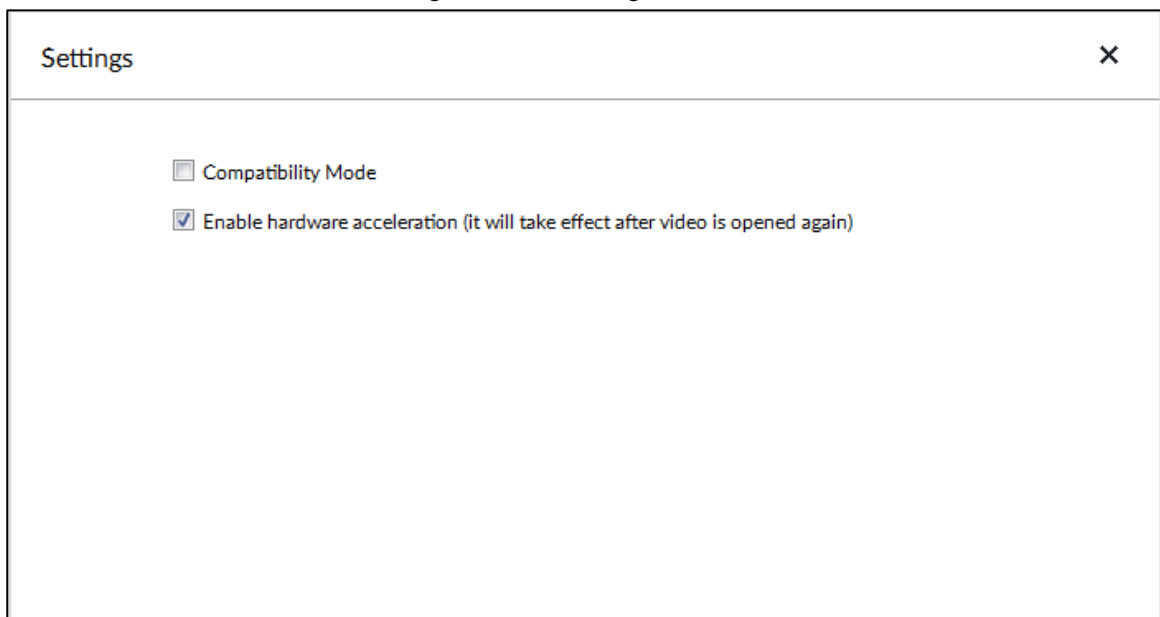 Settings
Compatibility Mode
Enable hardware acceleration (it will take effect after video is opened again)